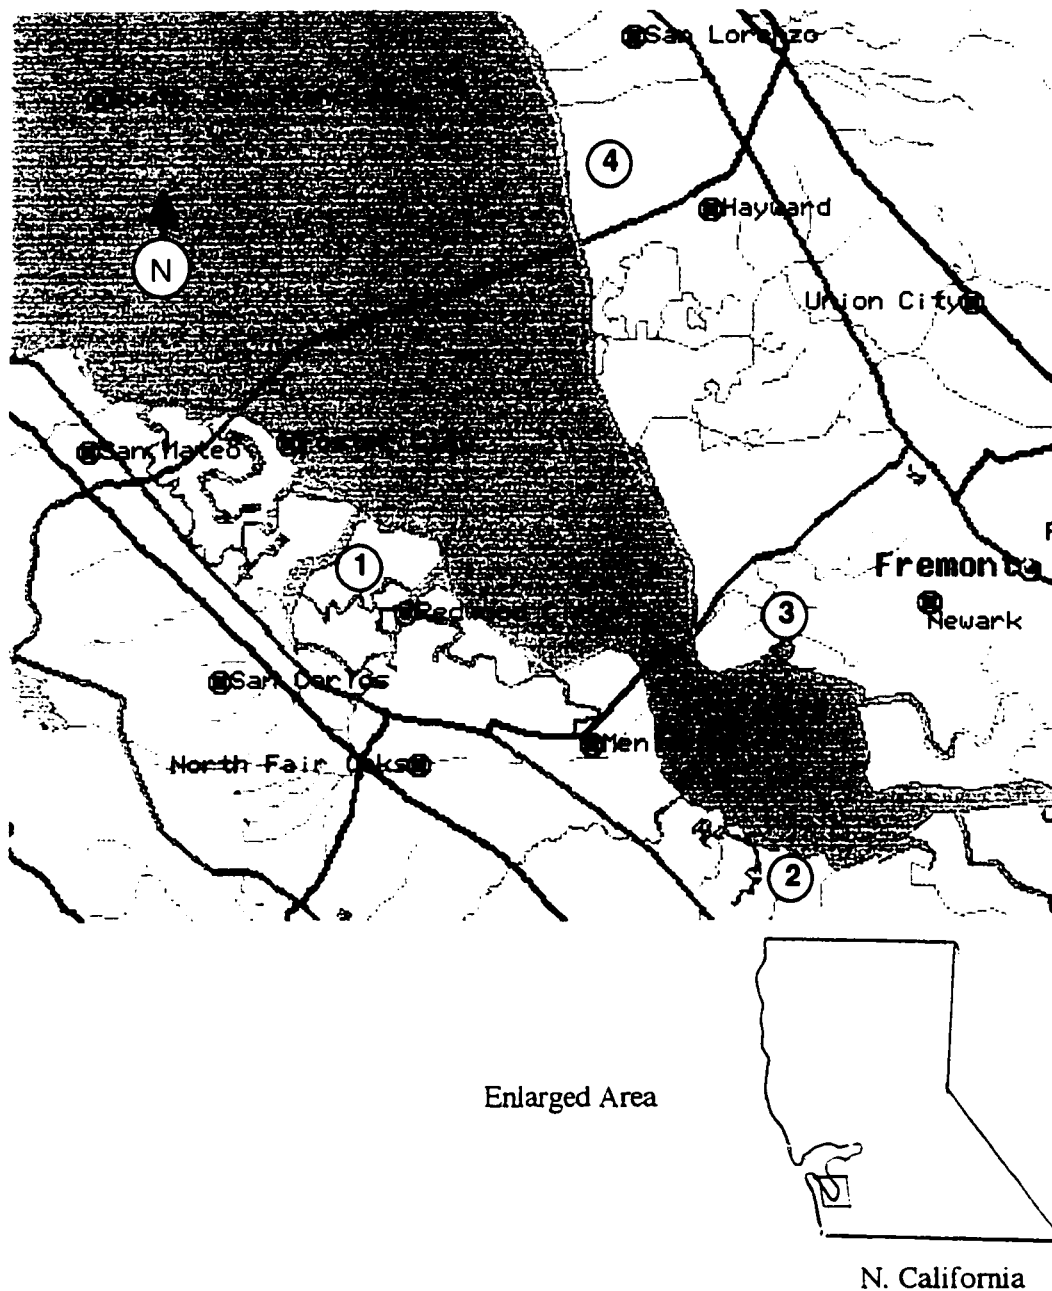 San Lorenzo
4
Hayward
N
Union City
San Mateo
1
Fremont
3
Newark
San Carlos
Men
North Fair Oaks
2
Enlarged Area
N. California